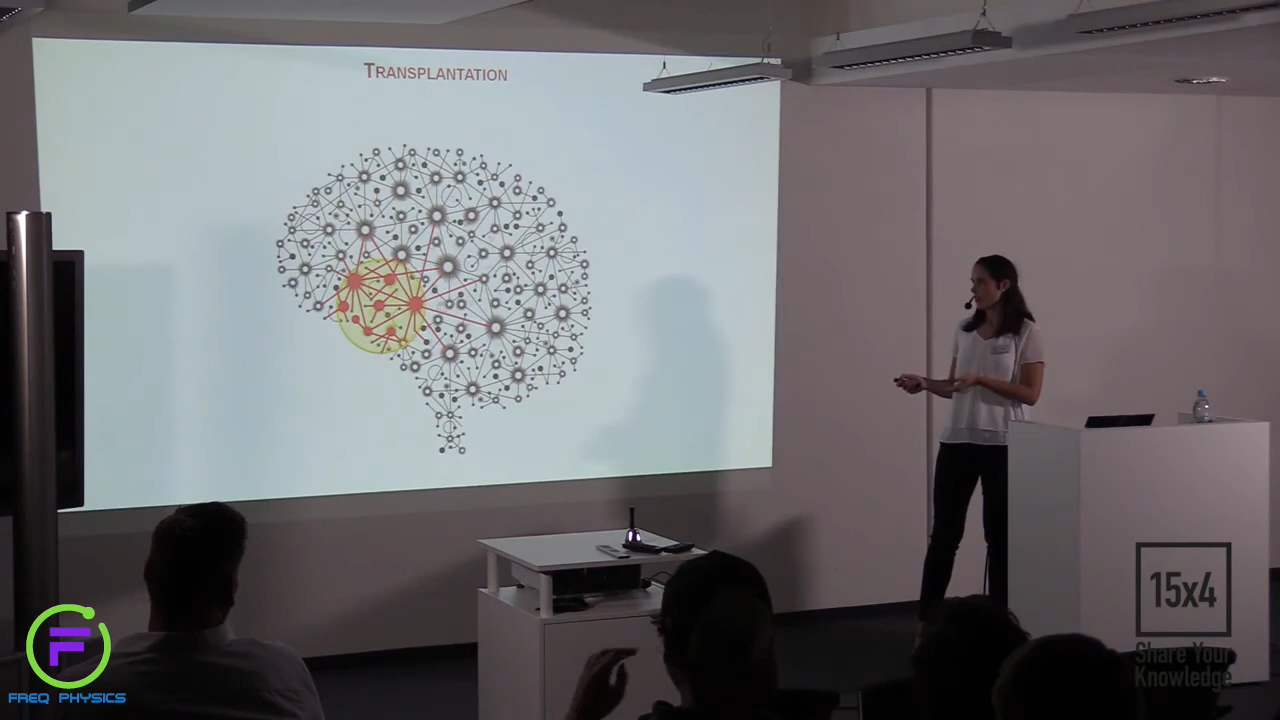 TRANSPLANTATION
15x4
Share Your
Knowledge
F
FREQ PHYSICS